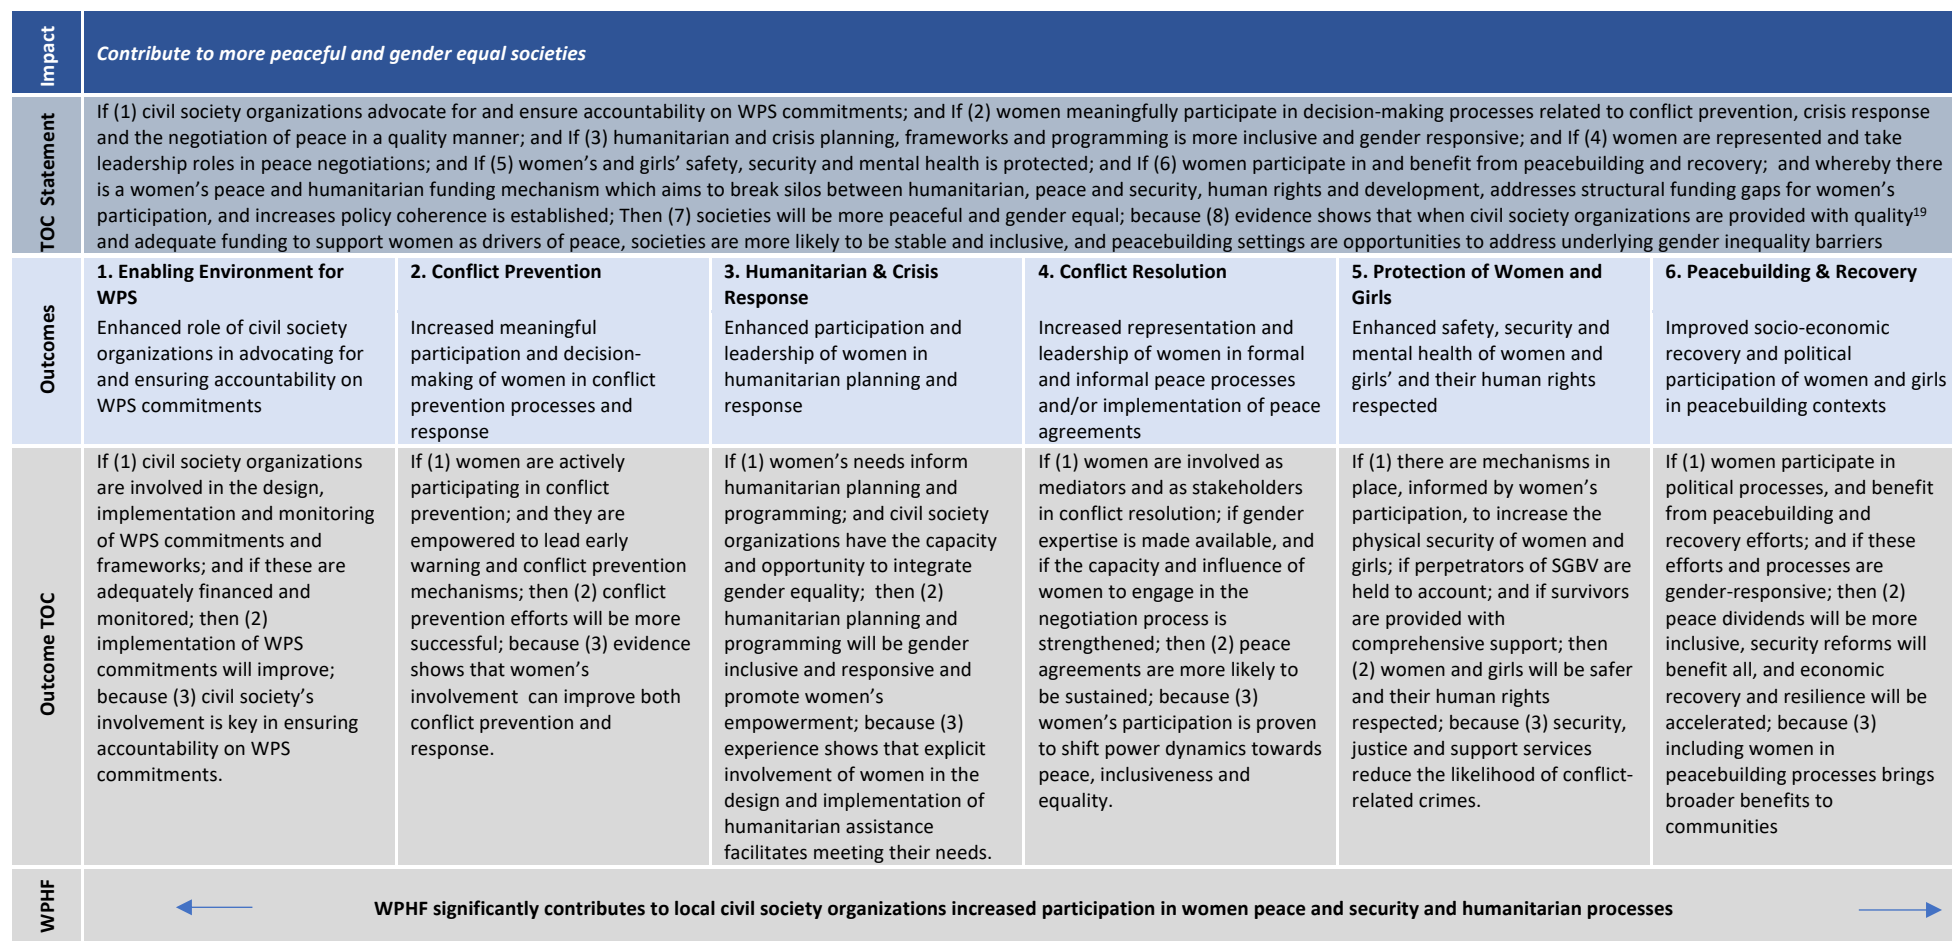 Impact
Contribute to more peaceful and gender equal societies
TOC Statement
If (1) civil society organizations advocate for and ensure accountability on WPS commitments; and If (2) women meaningfully participate in decision-making processes related to conflict prevention, crisis response
and the negotiation of peace in a quality manner; and If (3) humanitarian and crisis planning, frameworks and programming is more inclusive and gender responsive; and If (4) women are represented and take
leadership roles in peace negotiations; and If (5) women’s and girls’ safety, security and mental health is protected; and If (6) women participate in and benefit from peacebuilding and recovery; and whereby there
is a women’s peace and humanitarian funding mechanism which aims to break silos between humanitarian, peace and security, human rights and development, addresses structural funding gaps for women’s
participation, and increases policy coherence is established; Then (7) societies will be more peaceful and gender equal; because (8) evidence shows that when civil society organizations are provided with quality19
and adequate funding to support women as drivers of peace, societies are more likely to be stable and inclusive, and peacebuilding settings are opportunities to address underlying gender inequality barriers
Outcomes
1. Enabling Environment for
WPS
Enhanced role of civil society
organizations in advocating for
and ensuring accountability on
WPS commitments
2. Conflict Prevention
Increased meaningful
participation and decision-
making of women in conflict
prevention processes and
response
3. Humanitarian & Crisis
Response
Enhanced participation and
leadership of women in
humanitarian planning and
response
4. Conflict Resolution
Increased representation and
leadership of women in formal
and informal peace processes
and/or implementation of peace
agreements
5. Protection of Women and
Girls
Enhanced safety, security and
mental health of women and
girls’ and their human rights
respected
6. Peacebuilding & Recovery
Improved socio-economic
recovery and political
participation of women and girls
in peacebuilding contexts
Outcome TOC
If (1) civil society organizations
are involved in the design,
implementation and monitoring
of WPS commitments and
frameworks; and if these are
adequately financed and
monitored; then (2)
implementation of WPS
commitments will improve;
because (3) civil society’s
involvement is key in ensuring
accountability on WPS
commitments.
If (1) women are actively
participating in conflict
prevention; and they are
empowered to lead early
warning and conflict prevention
mechanisms; then (2) conflict
prevention efforts will be more
successful; because (3) evidence
shows that women’s
involvement can improve both
conflict prevention and
response.
If (1) women’s needs inform
humanitarian planning and
programming; and civil society
organizations have the capacity
and opportunity to integrate
gender equality; then (2)
humanitarian planning and
programming will be gender
inclusive and responsive and
promote women’s
empowerment; because (3)
experience shows that explicit
involvement of women in the
design and implementation of
humanitarian assistance
facilitates meeting their needs.
If (1) women are involved as
mediators and as stakeholders
in conflict resolution; if gender
expertise is made available, and
if the capacity and influence of
women to engage in the
negotiation process is
strengthened; then (2) peace
agreements are more likely to
be sustained; because (3)
women’s participation is proven
to shift power dynamics towards
peace, inclusiveness and
equality.
If (1) there are mechanisms in
place, informed by women’s
participation, to increase the
physical security of women and
girls; if perpetrators of SGBV are
held to account; and if survivors
are provided with
comprehensive support; then
(2) women and girls will be safer
and their human rights
respected; because (3) security,
justice and support services
reduce the likelihood of conflict-
related crimes.
If (1) women participate in
political processes, and benefit
from peacebuilding and
recovery efforts; and if these
efforts and processes are
gender-responsive; then (2)
peace dividends will be more
inclusive, security reforms will
benefit all, and economic
recovery and resilience will be
accelerated; because (3)
including women in
peacebuilding processes brings
broader benefits to
communities
WPHF
WPHF significantly contributes to local civil society organizations increased participation in women peace and security and humanitarian processes